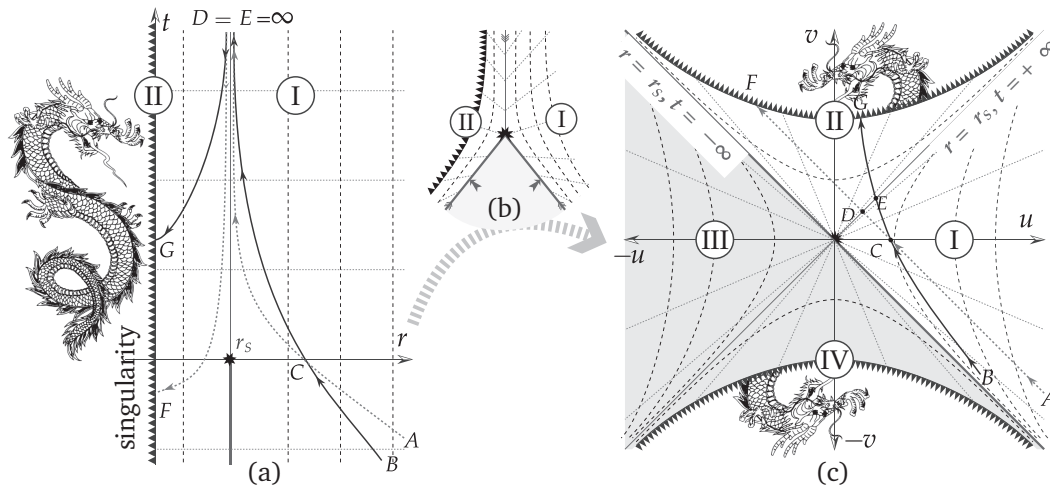 t
D = E =∞
II
I
r_S
r
C
G
F
A
B
singularity
(a)
II
I
(b)
v
F
G
II
r = r_S, t = −∞
r = r_S, t = + ∞
E
D
C
III
I
u
−u
IV
B
A
−v
(c)